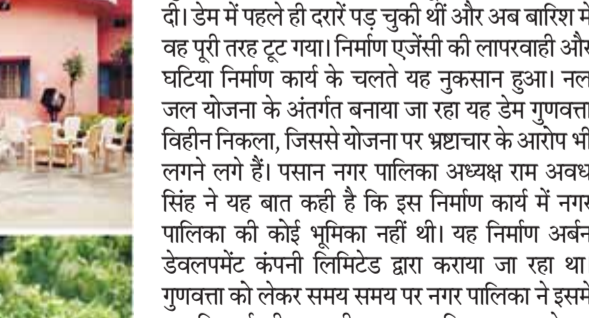 दी। डेम में पहले ही दरारें पड़ चुकी थीं और अब बारिश में
वह पूरी तरह टूट गया। निर्माण एजेंसी की लापरवाही और
घटिया निर्माण कार्य के चलते यह नुकसान हुआ। नल
जल योजना के अंतर्गत बनाया जा रहा यह डेम गुणवत्ता
विहीन निकला, जिससे योजना पर भ्रष्टाचार के आरोप भी
लगने लगे हैं। पसान नगर पालिका अध्यक्ष राम अवध
सिंह ने यह बात कही है कि इस निर्माण कार्य में नगर
पालिका की कोई भूमिका नहीं थी। यह निर्माण अर्बन
डेवलपमेंट कंपनी लिमिटेड द्वारा कराया जा रहा था।
गुणवत्ता को लेकर समय समय पर नगर पालिका ने इसमें